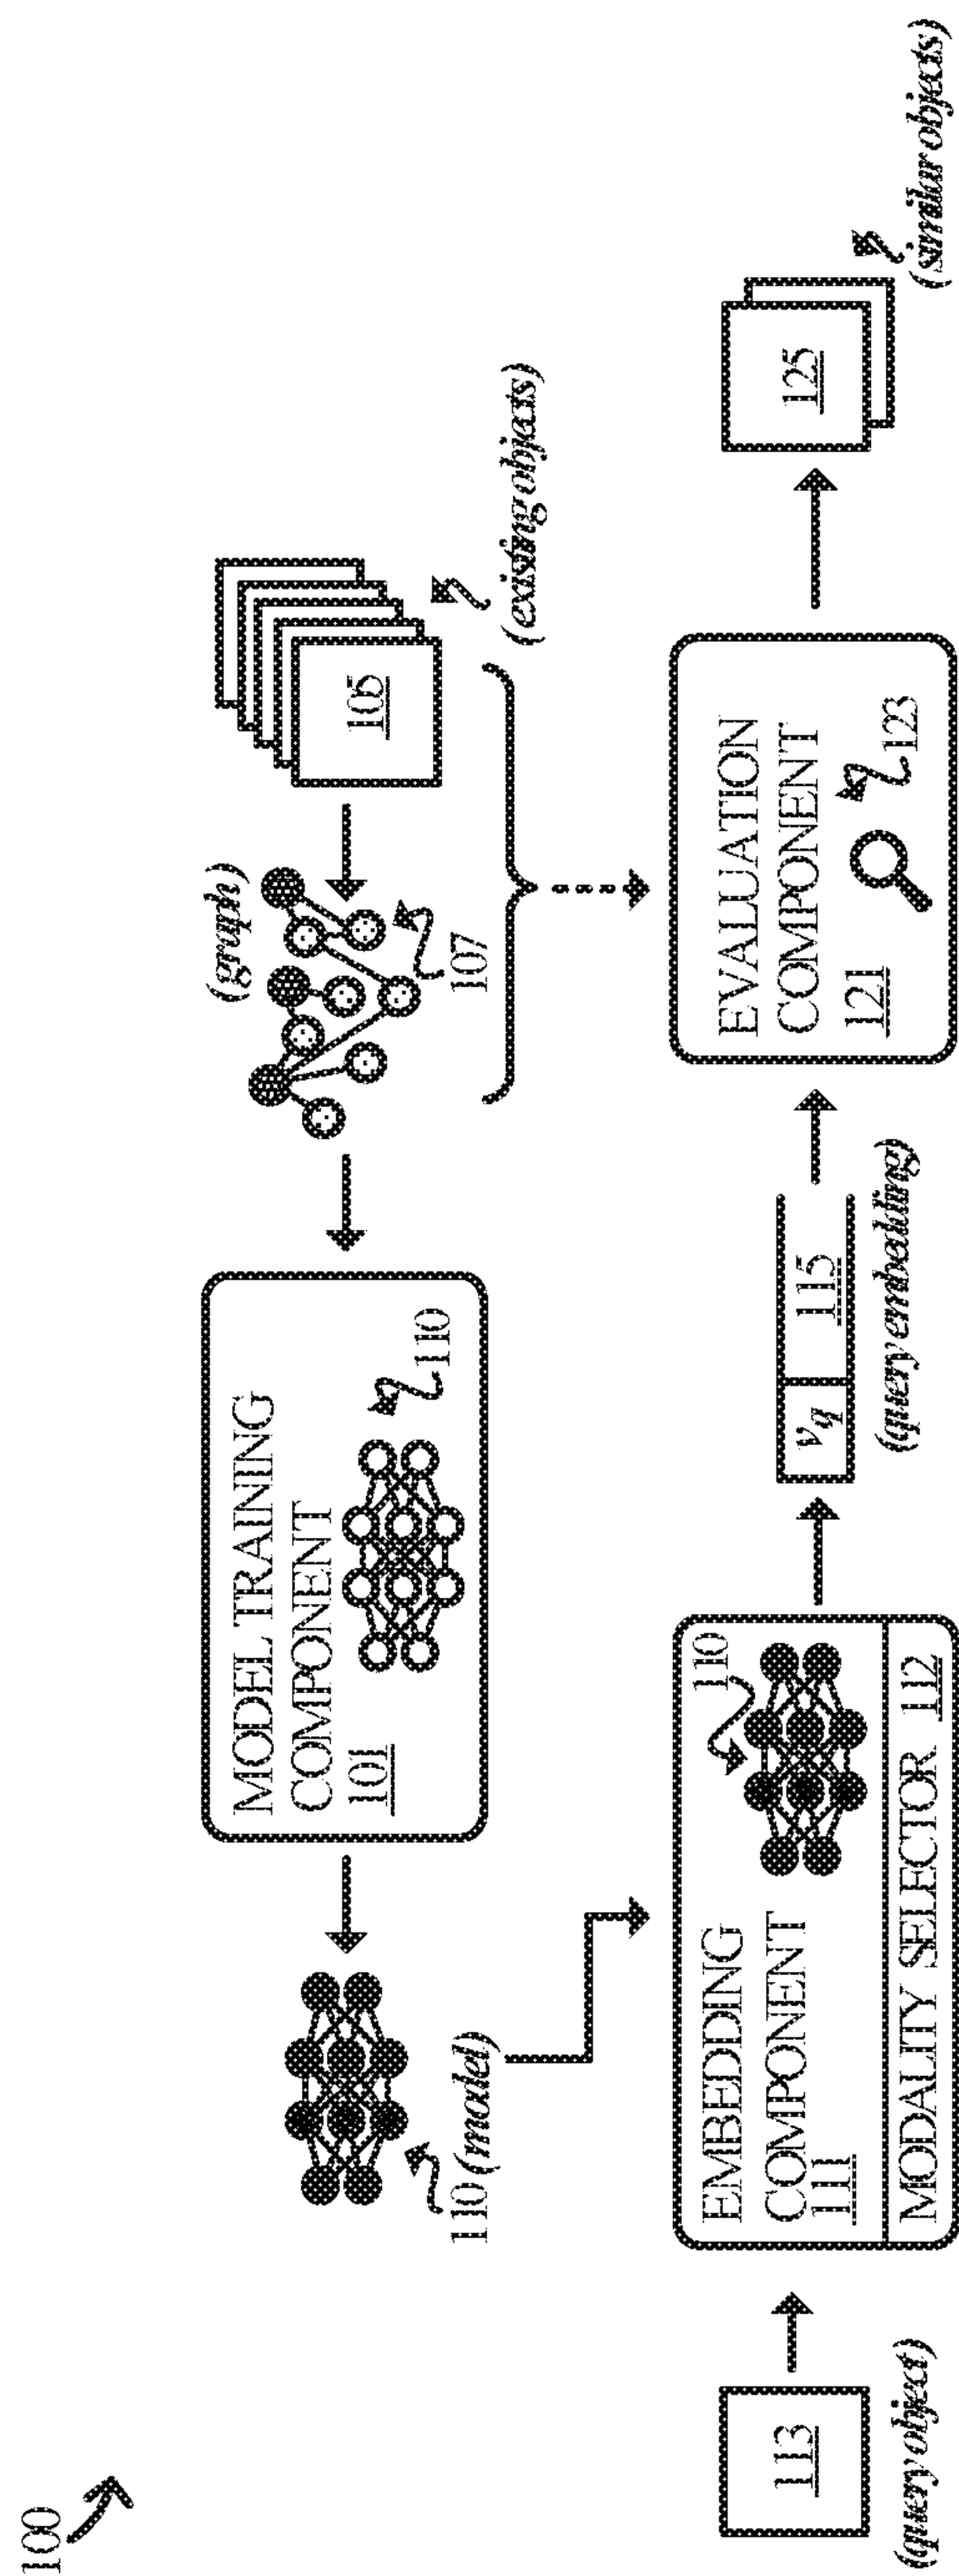 100
(graph)
105
107
(existing objects)
MODEL TRAINING
COMPONENT
101
110
110 (model)
113
(query object)
EMBEDDING
COMPONENT
111
110
MODALITY SELECTOR 112
vq 115
(query embedding)
EVALUATION
COMPONENT
121
123
125
(similar objects)